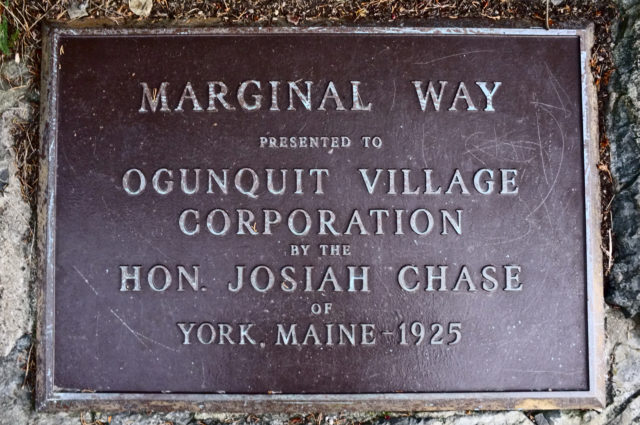 MARGINAL WAY
PRESENTED TO
OGUNQUIT VILLAGE
CORPORATION
BY THE
HON. JOSIAH CHASE
OF
YORK, MAINE-1925